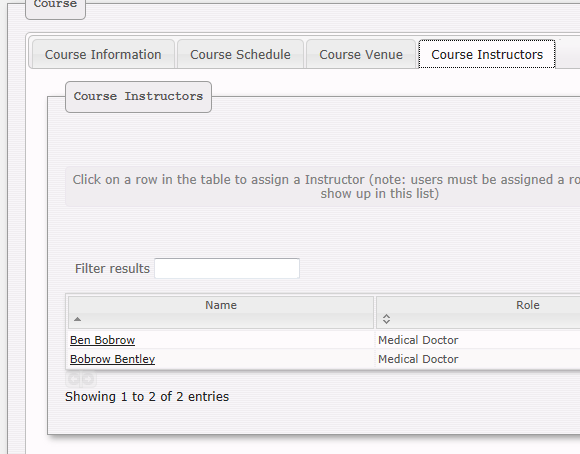 Course
Course Information Course Schedule Course Venue Course Instructors
Course Instructors
Click on a row in the table to assign a Instructor (note: users must be assigned a
show up in this list)
Filter results
Name Role
Ben Bobrow Medical Doctor
Bobrow Bentley Medical Doctor
Showing 1 to 2 of 2 entries